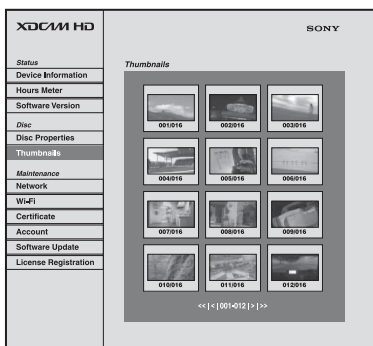 XDCAM HD
SONY
Status
Device Information
Hours Meter
Software Version
Disc
Disc Properties
Thumbnails
Maintenance
Network
Wi-Fi
Certificate
Account
Software Update
License Registration
Thumbnails
001/016 002/016 003/016
004/016 005/016 006/016
007/016 008/016 009/016
010/016 011/016 012/016
<< | < | 001-012 | > | >>